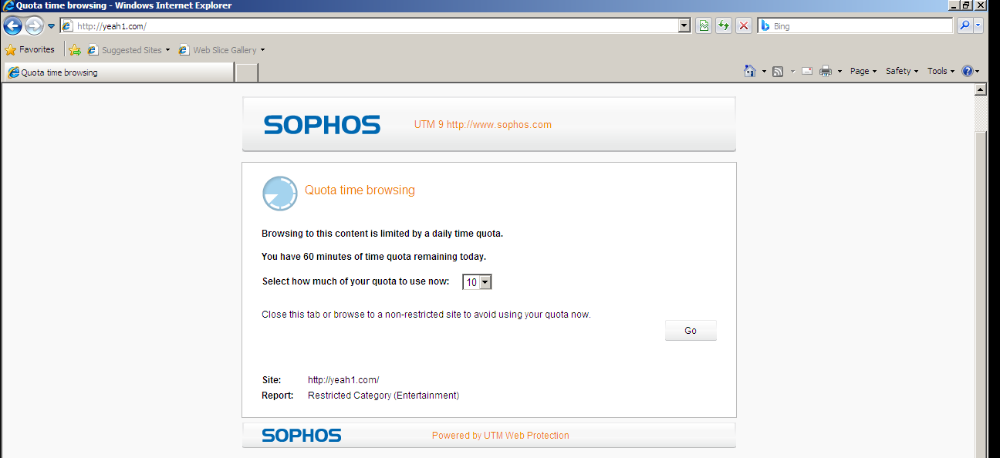 Quota time browsing - Windows Internet Explorer
http://yeah1.com/
Bing
Favorites Suggested Sites Web Slice Gallery
Quota time browsing
Page Safety Tools
SOPHOS UTM 9 http://www.sophos.com
Quota time browsing
Browsing to this content is limited by a daily time quota.
You have 60 minutes of time quota remaining today.
Select how much of your quota to use now: 10
Close this tab or browse to a non-restricted site to avoid using your quota now.
Go
Site: http://yeah1.com/
Report: Restricted Category (Entertainment)
SOPHOS Powered by UTM Web Protection